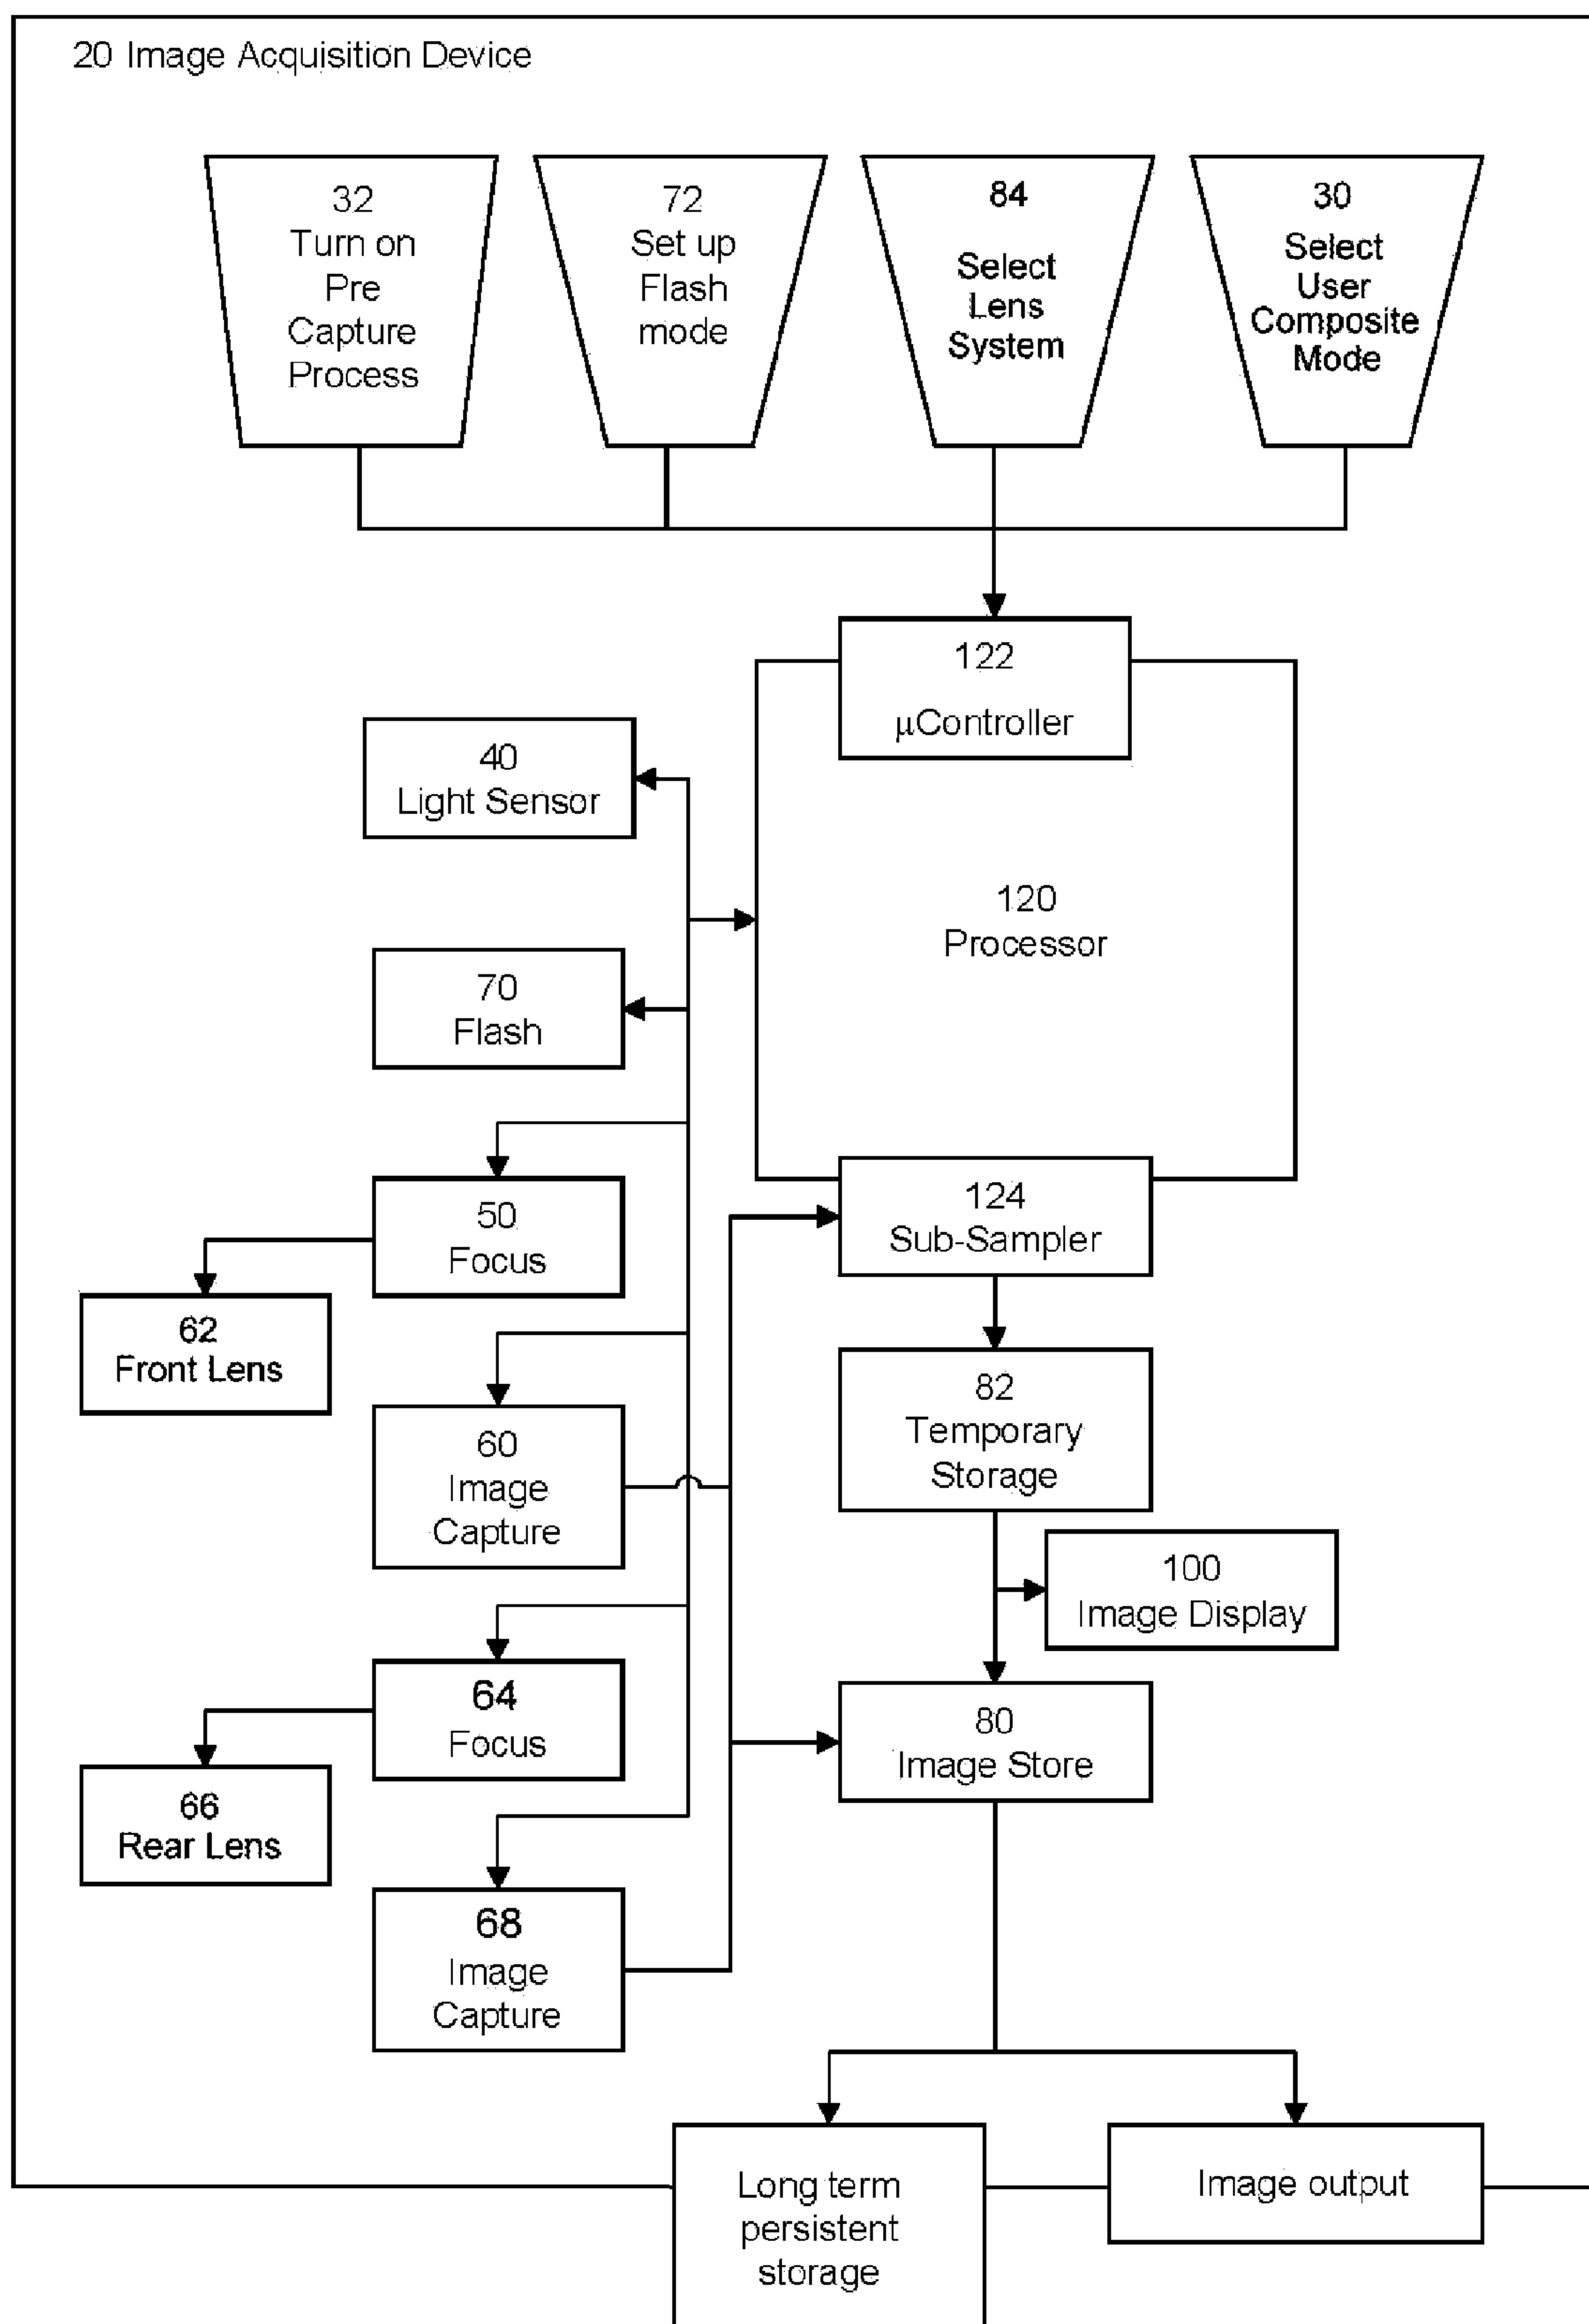 20 Image Acquisition Device
32
Turn on
Pre
Capture
Process
72
Set up
Flash
mode
84
Select
Lens
System
30
Select
User
Composite
Mode
122
μController
40
Light Sensor
120
Processor
70
Flash
124
Sub-Sampler
50
Focus
62
Front Lens
82
Temporary
Storage
60
Image
Capture
100
Image Display
64
Focus
80
Image Store
66
Rear Lens
68
Image
Capture
Long term
persistent
storage
Image output